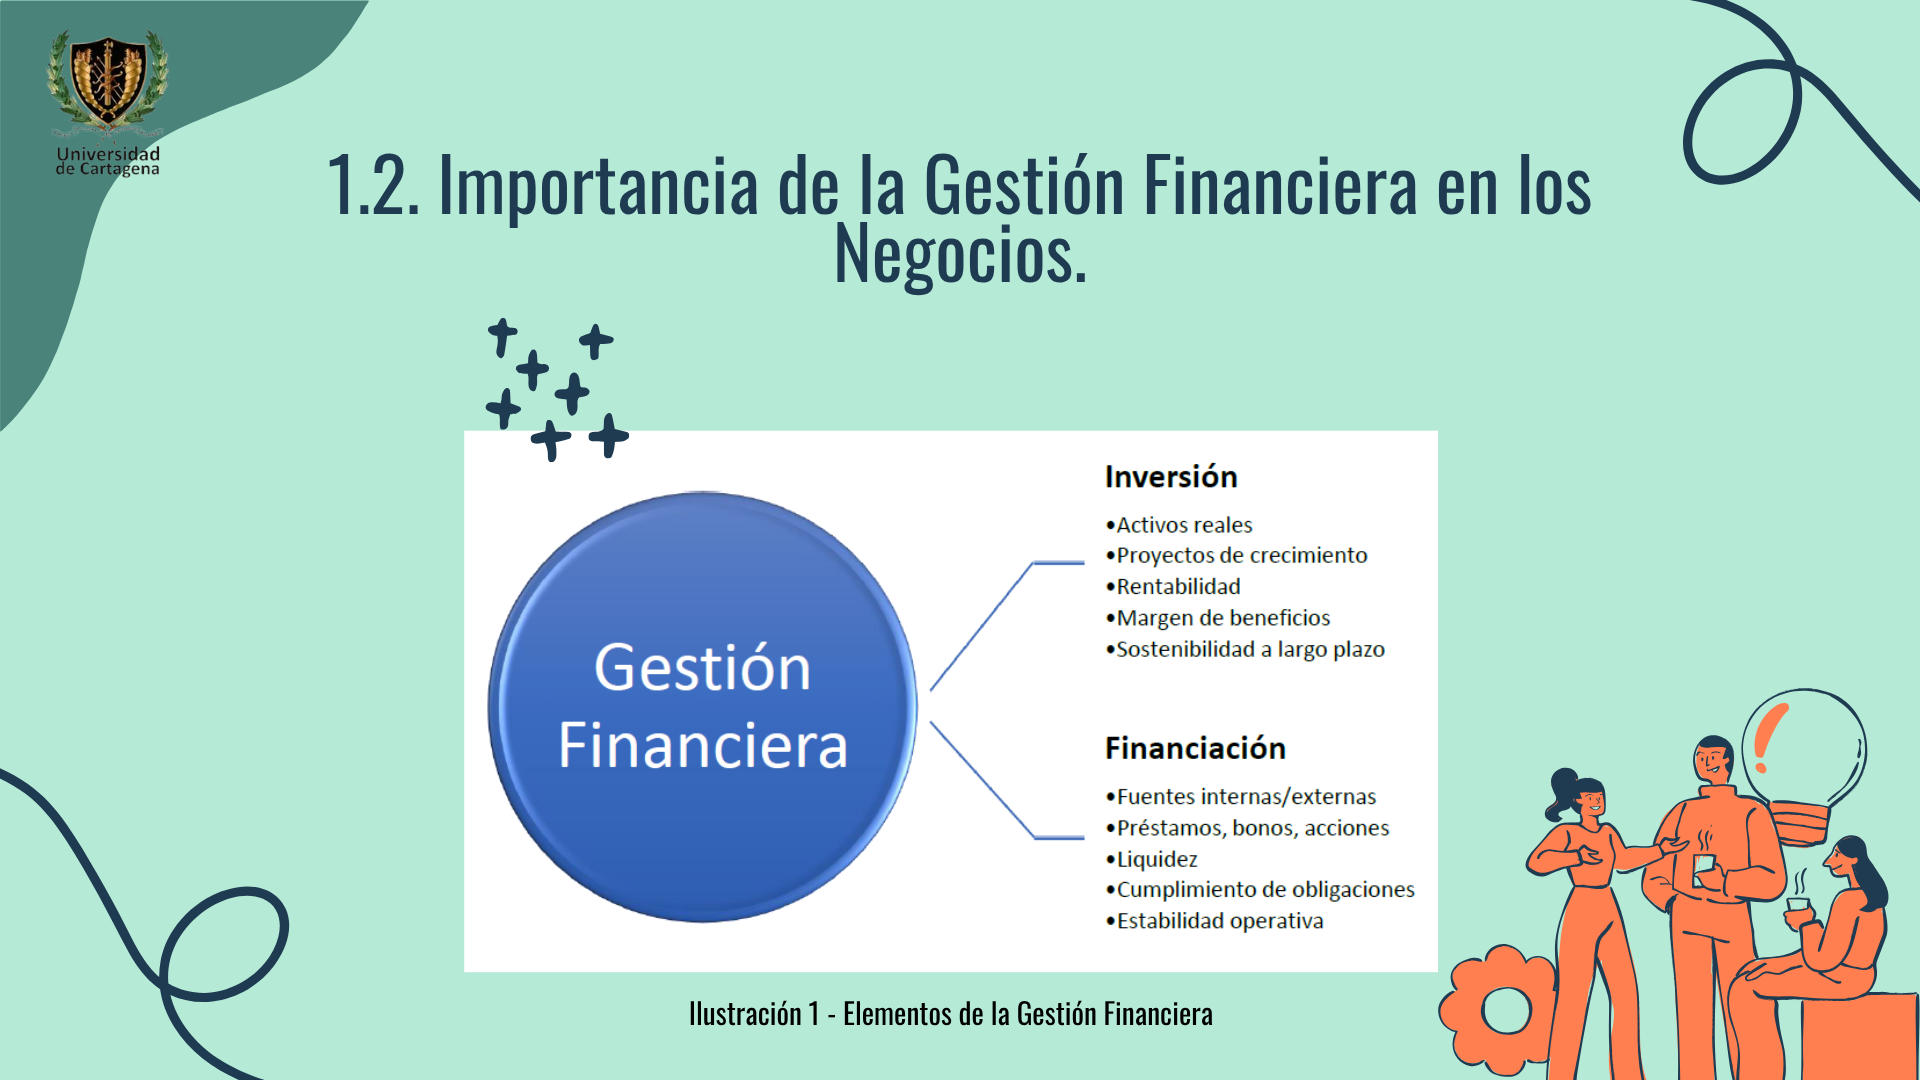 Universidad
de Cartagena
1.2. Importancia de la Gestión Financiera en los
Negocios.
Gestión
Financiera
Inversión
•Activos reales
•Proyectos de crecimiento
•Rentabilidad
•Margen de beneficios
•Sostenibilidad a largo plazo
Financiación
•Fuentes internas/externas
•Préstamos, bonos, acciones
•Liquidez
•Cumplimiento de obligaciones
•Estabilidad operativa
Ilustración 1 - Elementos de la Gestión Financiera